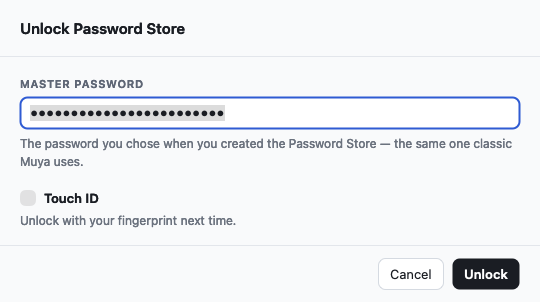 Unlock Password Store
MASTER PASSWORD
••••••••••••••••••••••••
The password you chose when you created the Password Store — the same one classic
Muya uses.
Touch ID
Unlock with your fingerprint next time.
Cancel
Unlock